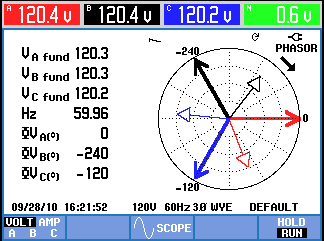 A 120.4 V B 120.4 V C 120.2 V N 0.6 V
PHASOR
-240
0
-120
V A fund 120.3
V B fund 120.3
V C fund 120.2
Hz 59.96
ΦV A(°) 0
ΦV B(°) -240
ΦV C(°) -120
09/28/10 16:21:52 120V 60Hz 3Ø WYE DEFAULT
VOLT AMP SCOPE HOLD
A B C RUN